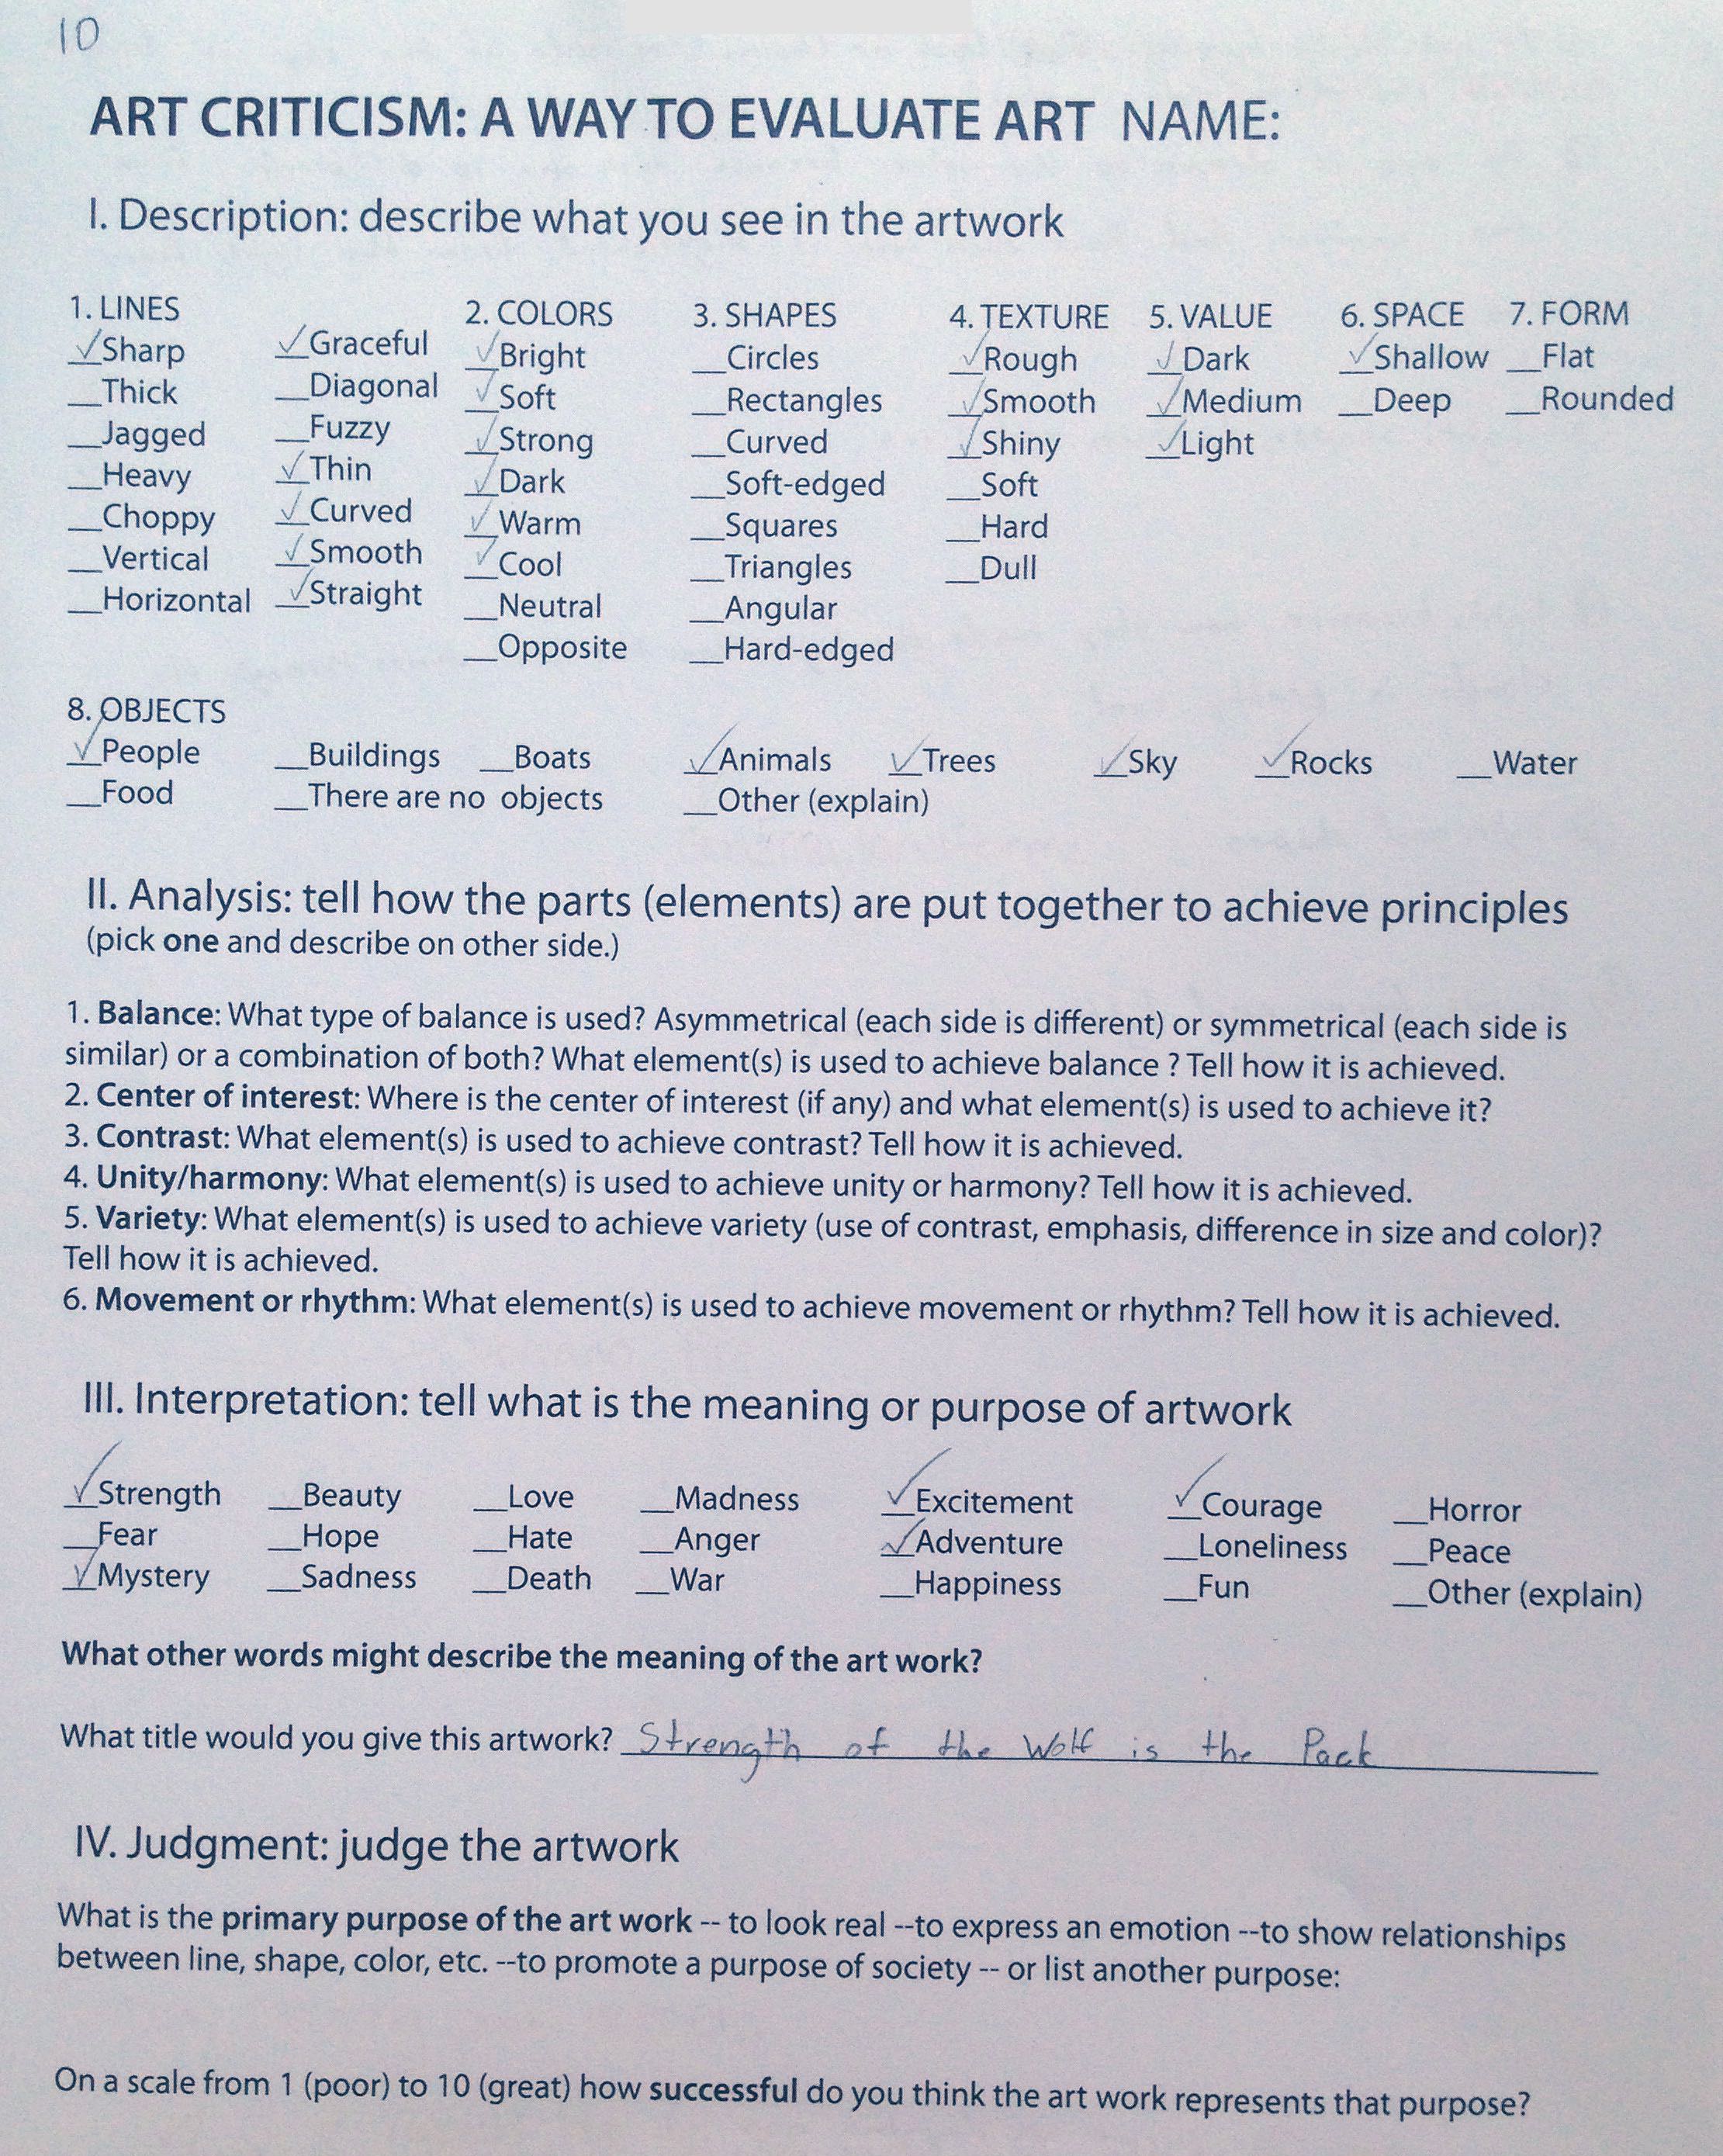 10
ART CRITICISM: A WAY TO EVALUATE ART NAME:
I. Description: describe what you see in the artwork
1. LINES 2. COLORS 3. SHAPES 4. TEXTURE 5. VALUE 6. SPACE 7. FORM
✓Sharp ✓Graceful ✓Bright __Circles ✓Rough ✓Dark ✓Shallow __Flat
__Thick __Diagonal ✓Soft __Rectangles ✓Smooth ✓Medium __Deep __Rounded
__Jagged __Fuzzy ✓Strong __Curved ✓Shiny ✓Light
__Heavy ✓Thin ✓Dark __Soft-edged __Soft
__Choppy ✓Curved ✓Warm __Squares __Hard
__Vertical ✓Smooth ✓Cool __Triangles __Dull
__Horizontal ✓Straight __Neutral __Angular
__Opposite __Hard-edged
8. OBJECTS
✓People __Buildings __Boats ✓Animals ✓Trees ✓Sky ✓Rocks __Water
__Food __There are no objects __Other (explain)
II. Analysis: tell how the parts (elements) are put together to achieve principles
(pick one and describe on other side.)
1. Balance: What type of balance is used? Asymmetrical (each side is different) or symmetrical (each side is
similar) or a combination of both? What element(s) is used to achieve balance ? Tell how it is achieved.
2. Center of interest: Where is the center of interest (if any) and what element(s) is used to achieve it?
3. Contrast: What element(s) is used to achieve contrast? Tell how it is achieved.
4. Unity/harmony: What element(s) is used to achieve unity or harmony? Tell how it is achieved.
5. Variety: What element(s) is used to achieve variety (use of contrast, emphasis, difference in size and color)?
Tell how it is achieved.
6. Movement or rhythm: What element(s) is used to achieve movement or rhythm? Tell how it is achieved.
III. Interpretation: tell what is the meaning or purpose of artwork
✓Strength __Beauty __Love __Madness ✓Excitement ✓Courage __Horror
__Fear __Hope __Hate __Anger ✓Adventure __Loneliness __Peace
✓Mystery __Sadness __Death __War __Happiness __Fun __Other (explain)
What other words might describe the meaning of the art work?
What title would you give this artwork? Strength of the Wolf is the Pack
IV. Judgment: judge the artwork
What is the primary purpose of the art work -- to look real --to express an emotion --to show relationships
between line, shape, color, etc. --to promote a purpose of society -- or list another purpose:
On a scale from 1 (poor) to 10 (great) how successful do you think the art work represents that purpose?